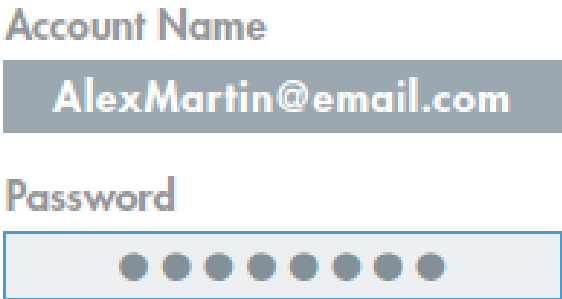 Account Name
AlexMartin@email.com
Password
●●●●●●●●